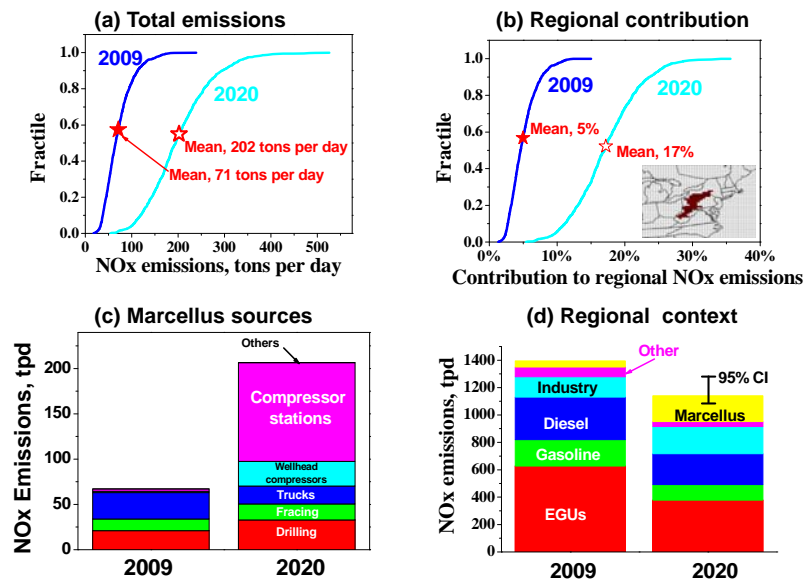 (a) Total emissions
1.0
0.8
0.6
0.4
0.2
0.0
Fractile
2009
2020
Mean, 202 tons per day
Mean, 71 tons per day
0 100 200 300 400 500
NOx emissions, tons per day
(b) Regional contribution
1.0
0.8
0.6
0.4
0.2
0.0
Fractile
2009
2020
Mean, 5%
Mean, 17%
0% 10% 20% 30% 40%
Contribution to regional NOx emissions
(c) Marcellus sources
200
150
100
50
0
NOx Emissions, tpd
Others
Compressor
stations
Wellhead
compressors
Trucks
Fracing
Drilling
2009 2020
(d) Regional context
1400
1200
1000
800
600
400
200
0
NOx emissions, tpd
Other
95% CI
Industry
Marcellus
Diesel
Gasoline
EGUs
2009 2020